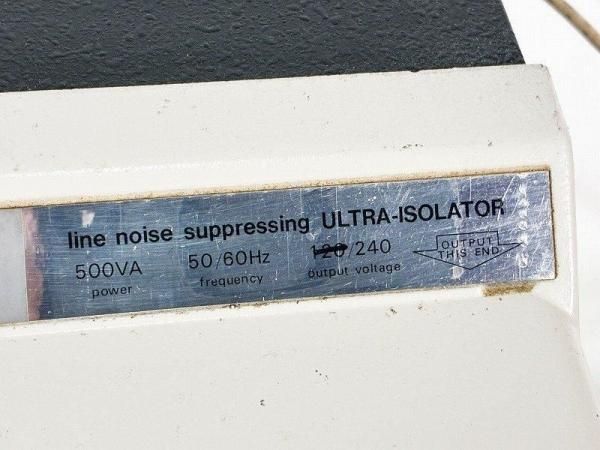 line noise suppressing ULTRA-ISOLATOR
500VA 50/60Hz 120/240
power frequency output voltage
OUTPUT
THIS END